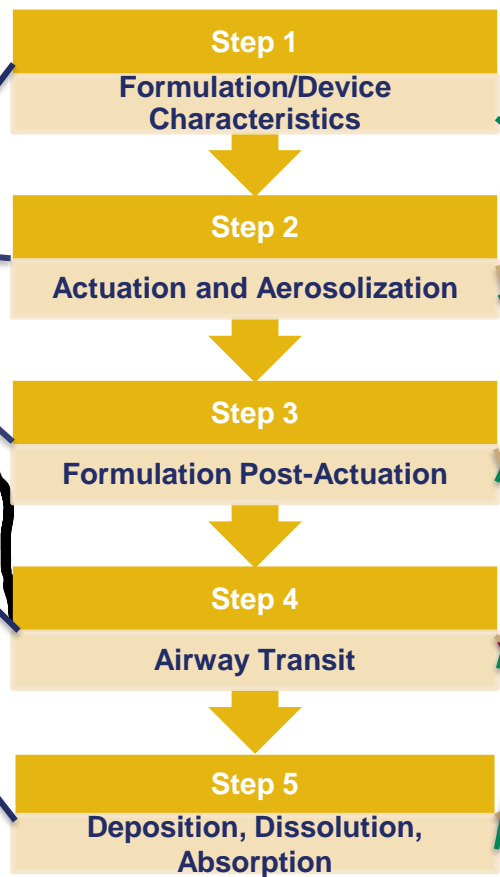 Step 1
Formulation/Device
Characteristics
Step 2
Actuation and Aerosolization
Step 3
Formulation Post-Actuation
Step 4
Airway Transit
Step 5
Deposition, Dissolution,
Absorption